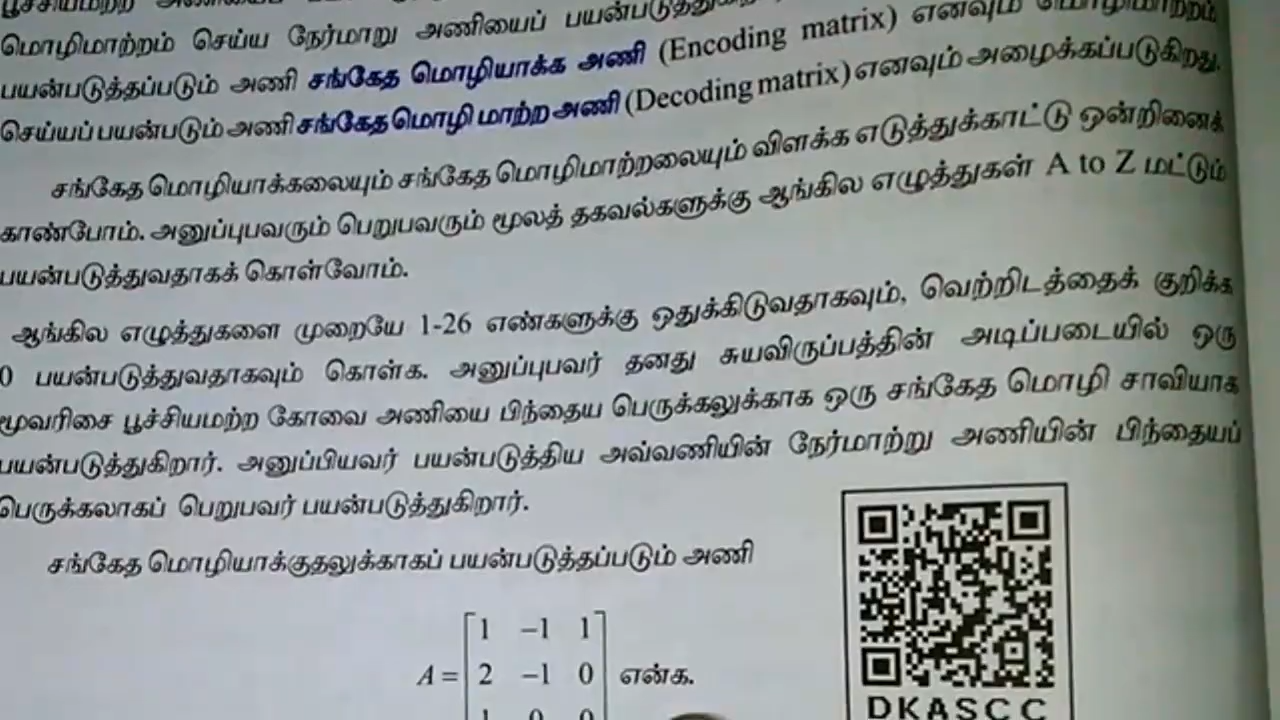 மொழிமாற்றம் செய்ய நேர்மாறு அணியைப் பயன்படுத்துகி
பயன்படுத்தப்படும் அணி சங்கேத மொழியாக்க அணி (Encoding matrix) எனவும் மொழிமாற்றம்
செய்யப் பயன்படும் அணி சங்கேத மொழி மாற்ற அணி (Decoding matrix) எனவும் அழைக்கப்படுகிறது.
சங்கேத மொழியாக்கலையும் சங்கேத மொழிமாற்றலையும் விளக்க எடுத்துக்காட்டு ஒன்றினைக்
காண்போம். அனுப்புபவரும் பெறுபவரும் மூலத் தகவல்களுக்கு ஆங்கில எழுத்துகள் A to Z மட்டும்
பயன்படுத்துவதாகக் கொள்வோம்.
ஆங்கில எழுத்துகளை முறையே 1-26 எண்களுக்கு ஒதுக்கிடுவதாகவும், வெற்றிடத்தைக் குறிக்க
0 பயன்படுத்துவதாகவும் கொள்க. அனுப்புபவர் தனது சுயவிருப்பத்தின் அடிப்படையில் ஒரு
மூவரிசை பூச்சியமற்ற கோவை அணியை பிந்தைய பெருக்கலுக்காக ஒரு சங்கேத மொழி சாவியாக
பயன்படுத்துகிறார். அனுப்பியவர் பயன்படுத்திய அவ்வணியின் நேர்மாற்று அணியின் பிந்தையப்
பெருக்கலாகப் பெறுபவர் பயன்படுத்துகிறார்.
சங்கேத மொழியாக்குதலுக்காகப் பயன்படுத்தப்படும் அணி
1 −1 1
A = 2 −1 0 என்க.
1 0 0
DKASCC